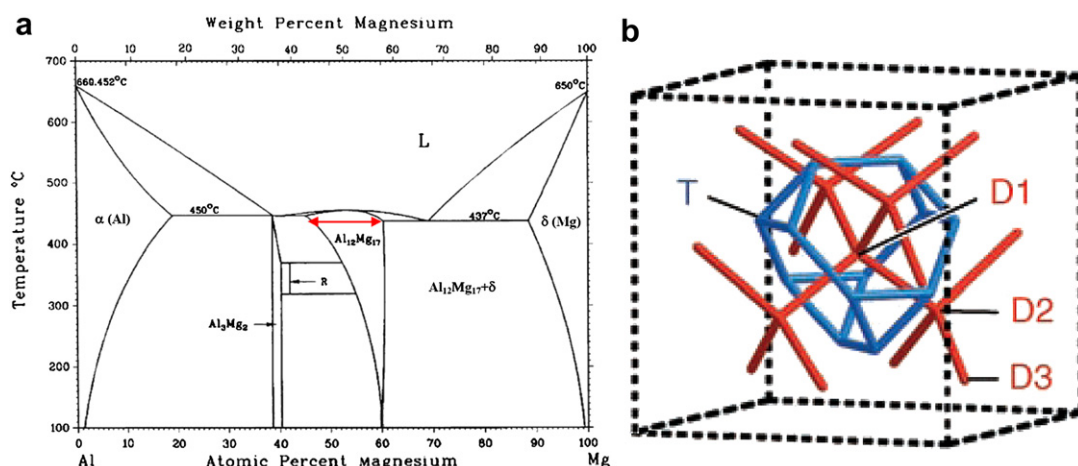 a
Weight Percent Magnesium
0 10 20 30 40 50 60 70 80 90 100
Temperature °C
700
600
500
400
300
200
100
660.452°C
650°C
L
α (Al)
450°C
437°C
δ (Mg)
Al₁₂Mg₁₇
R
Al₁₂Mg₁₇+δ
Al₃Mg₂
0 10 20 30 40 50 60 70 80 90 100
Al
Atomic Percent Magnesium
Mg
b
T
D1
D2
D3